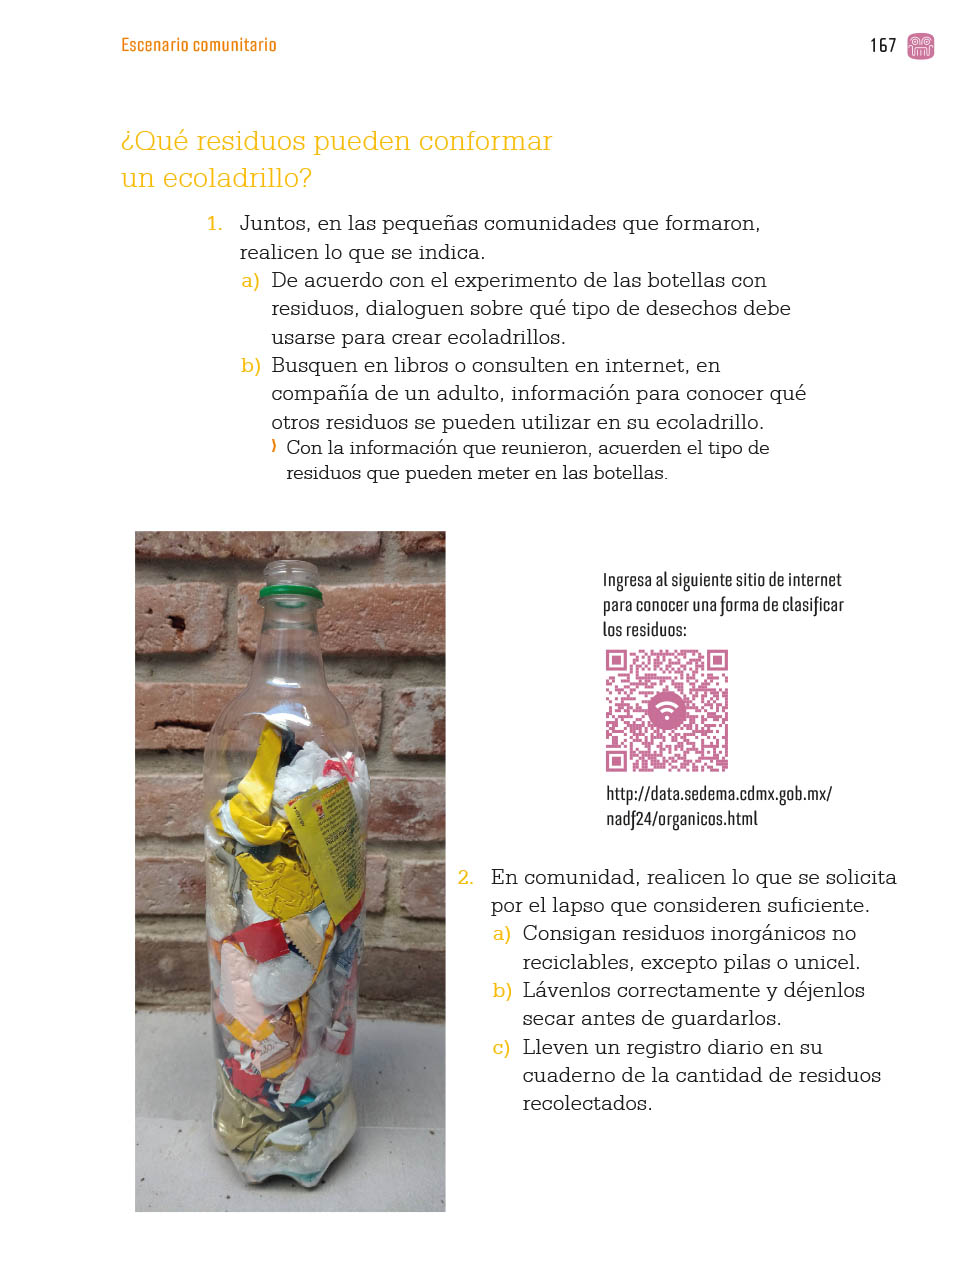 Escenario comunitario
167
¿Qué residuos pueden conformar
un ecoladrillo?
1. Juntos, en las pequeñas comunidades que formaron,
realicen lo que se indica.
a) De acuerdo con el experimento de las botellas con
residuos, dialoguen sobre qué tipo de desechos debe
usarse para crear ecoladrillos.
b) Busquen en libros o consulten en internet, en
compañía de un adulto, información para conocer qué
otros residuos se pueden utilizar en su ecoladrillo.
Con la información que reunieron, acuerden el tipo de
residuos que pueden meter en las botellas.
Ingresa al siguiente sitio de internet
para conocer una forma de clasificar
los residuos:
http://data.sedema.cdmx.gob.mx/
nadf24/organicos.html
2. En comunidad, realicen lo que se solicita
por el lapso que consideren suficiente.
a) Consigan residuos inorgánicos no
reciclables, excepto pilas o unicel.
b) Lávenlos correctamente y déjenlos
secar antes de guardarlos.
c) Lleven un registro diario en su
cuaderno de la cantidad de residuos
recolectados.